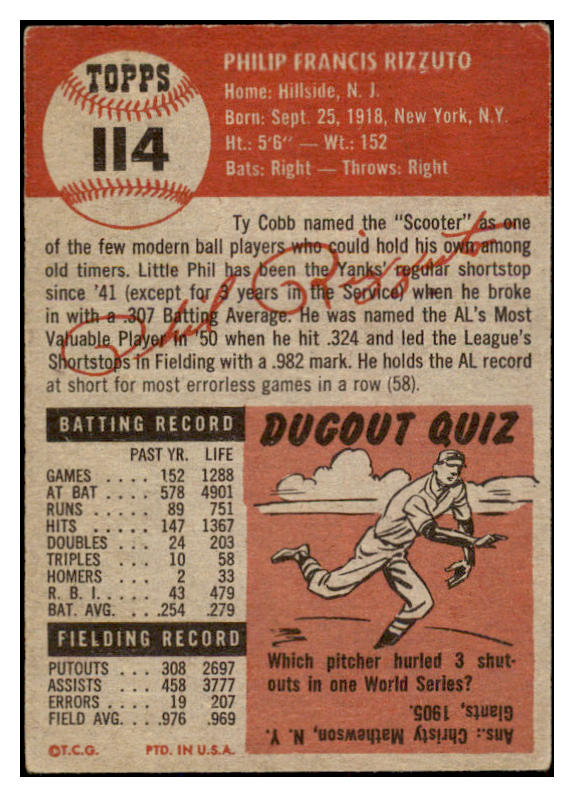 TOPPS
114
PHILIP FRANCIS RIZZUTO
Home: Hillside, N. J.
Born: Sept. 25, 1918, New York, N.Y.
Ht.: 5'6" — Wt.: 152
Bats: Right — Throws: Right
Ty Cobb named the "Scooter" as one
of the few modern ball players who could hold his own among
old timers. Little Phil has been the Yanks' regular shortstop
since '41 (except for 3 years in the Service) when he broke
in with a .307 Batting Average. He was named the AL's Most
Valuable Player in '50 when he hit .324 and led the League's
Shortstops in Fielding with a .982 mark. He holds the AL record
at short for most errorless games in a row (58).
Phil Rizzuto
BATTING RECORD
PAST YR. LIFE
GAMES .... 152 1288
AT BAT ... 578 4901
RUNS .... 89 751
HITS ..... 147 1367
DOUBLES ... 24 203
TRIPLES ... 10 58
HOMERS ... 2 33
R. B. I. .... 43 479
BAT. AVG. ... .254 .279
FIELDING RECORD
PUTOUTS ... 308 2697
ASSISTS ... 458 3777
ERRORS .... 19 207
FIELD AVG. ... .976 .969
©T.C.G. PTD. IN U.S.A.
DUGOUT QUIZ
Which pitcher hurled 3 shut-
outs in one World Series?
Ans.: Christy Mathewson, N. Y.
Giants, 1905.